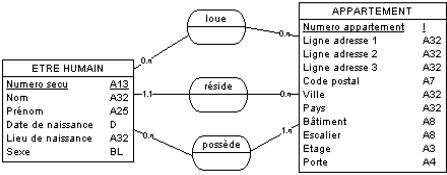 ETRE HUMAIN
Numero secu A13
Nom A32
Prénom A25
Date de naissance D
Lieu de naissance A32
Sexe BL
loue
0.n
0.n
réside
1.1
0.n
possède
0.n
1.n
APPARTEMENT
Numero appartement I
Ligne adresse 1 A32
Ligne adresse 2 A32
Ligne adresse 3 A32
Code postal A7
Ville A32
Pays A32
Bâtiment A8
Escalier A8
Etage A3
Porte A4